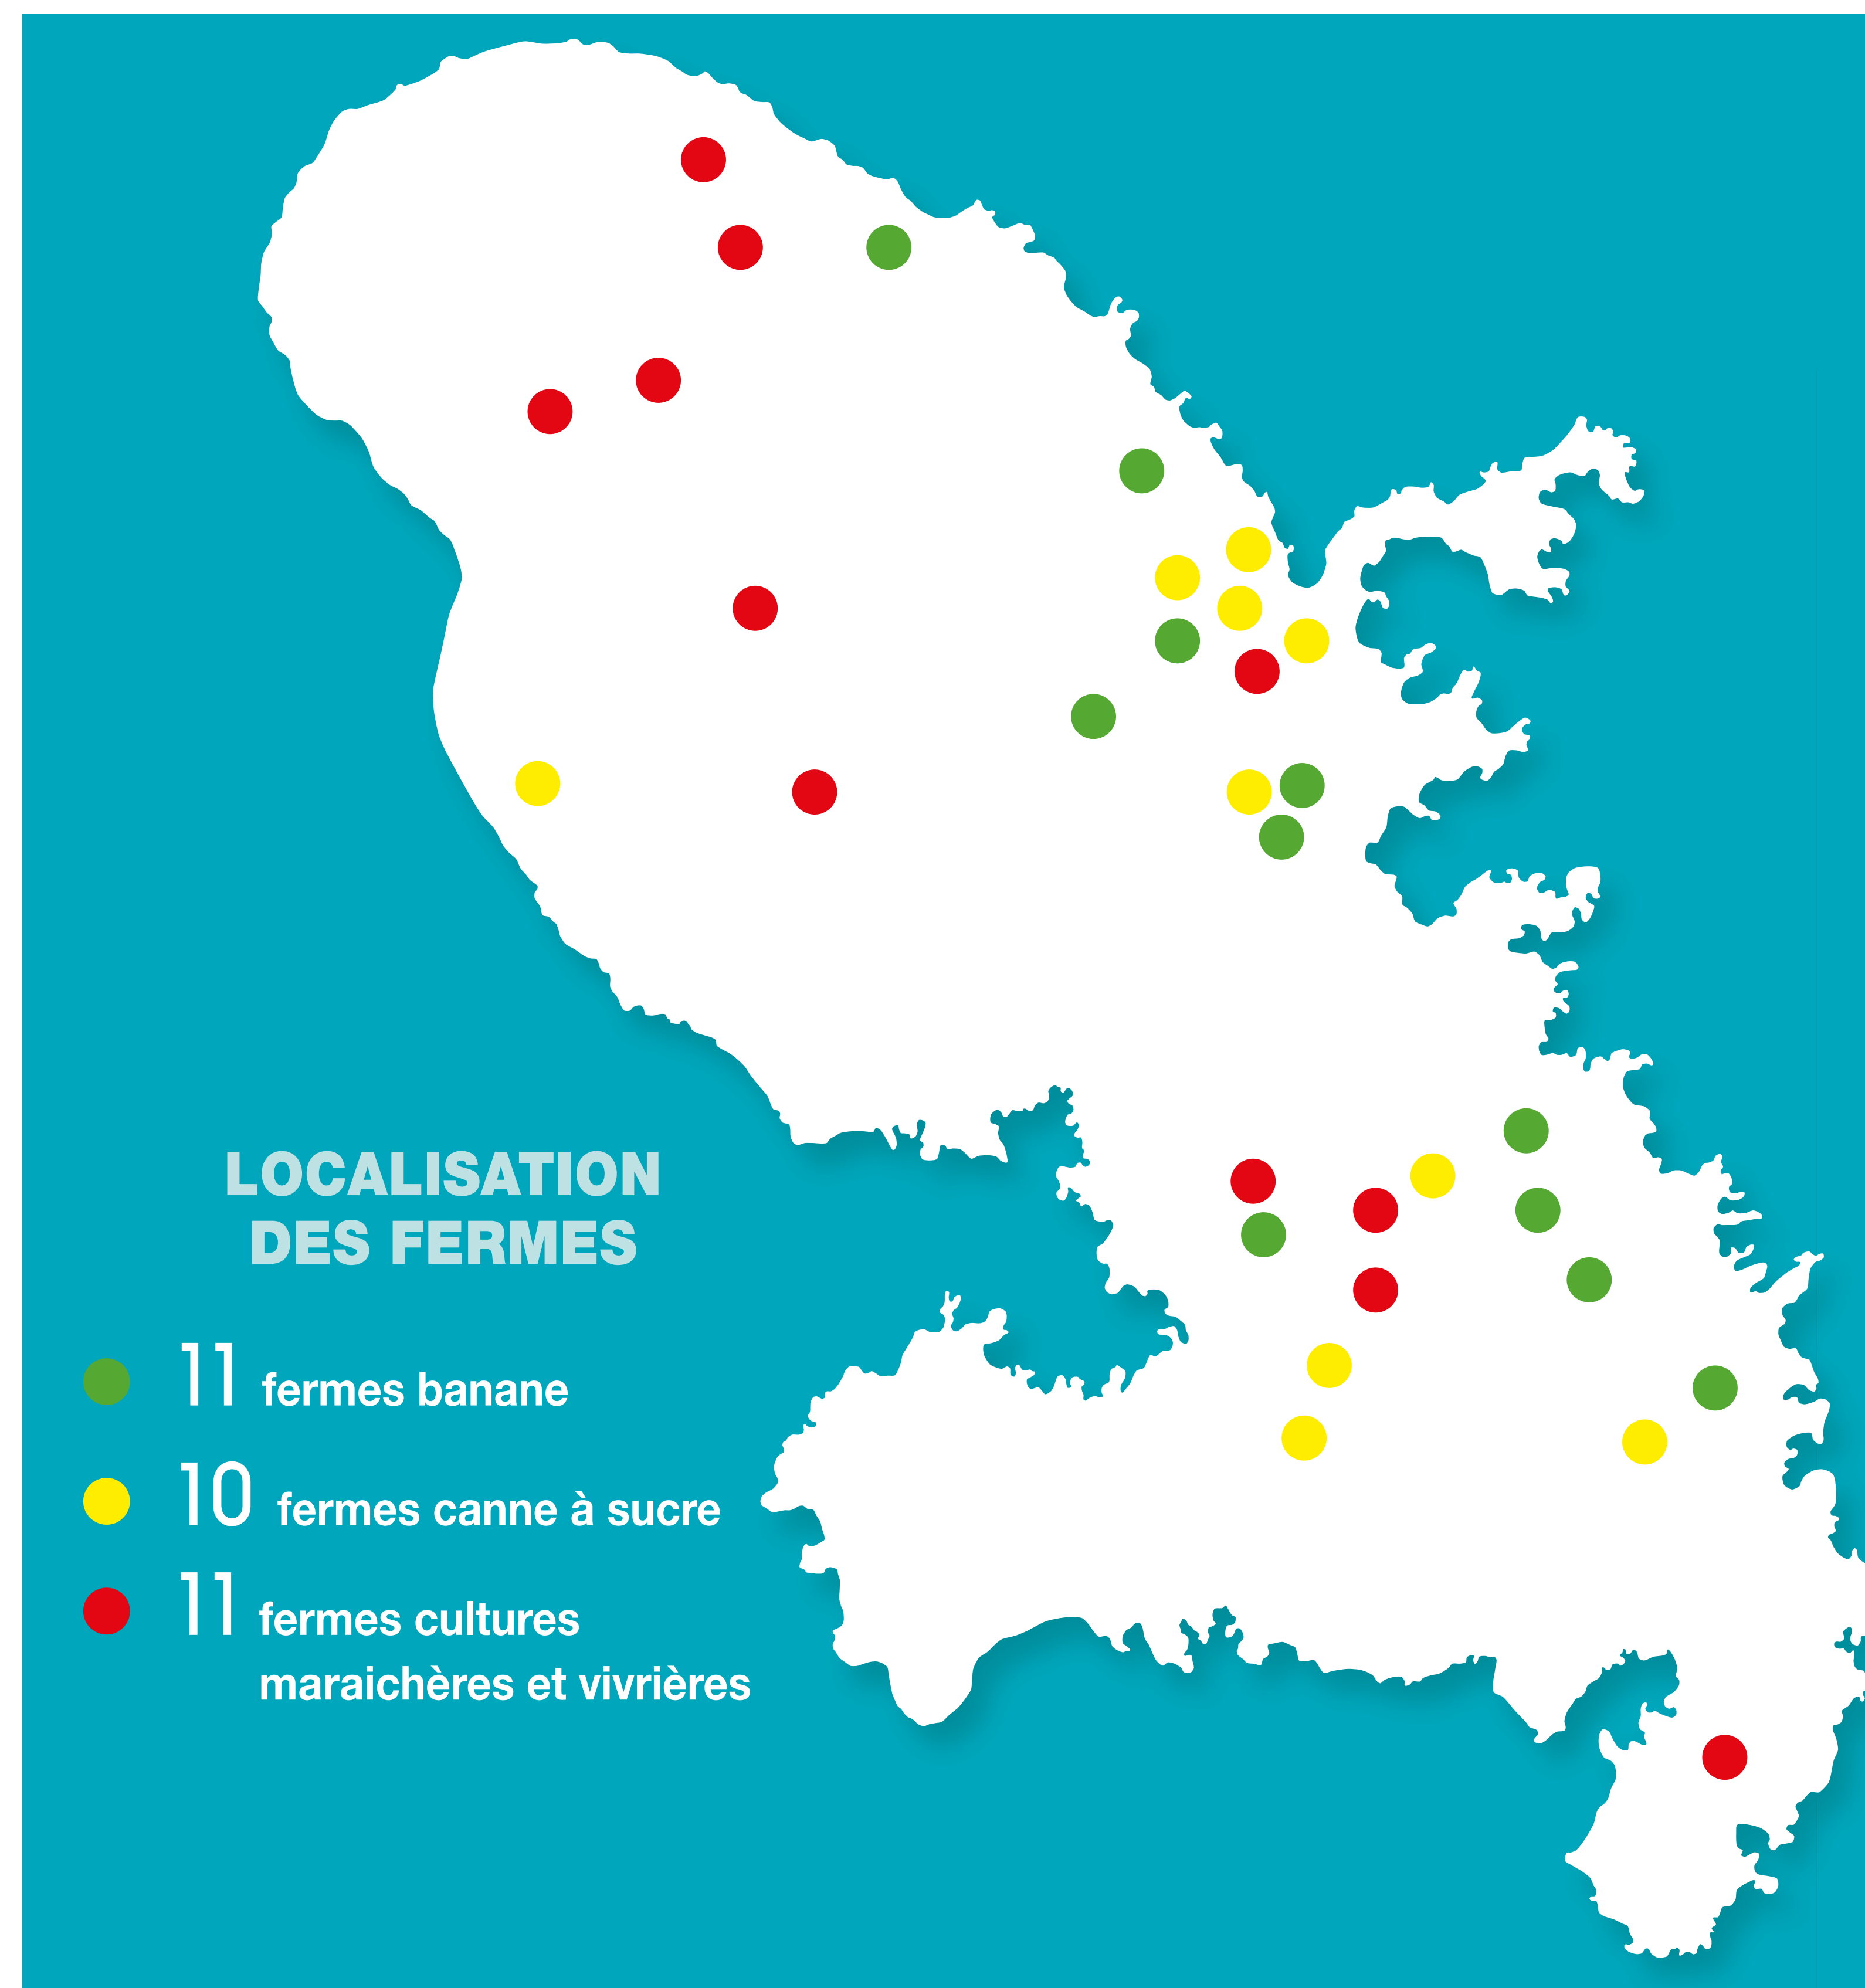 LOCALISATION
DES FERMES
11 fermes banane
10 fermes canne à sucre
11 fermes cultures
maraichères et vivrières